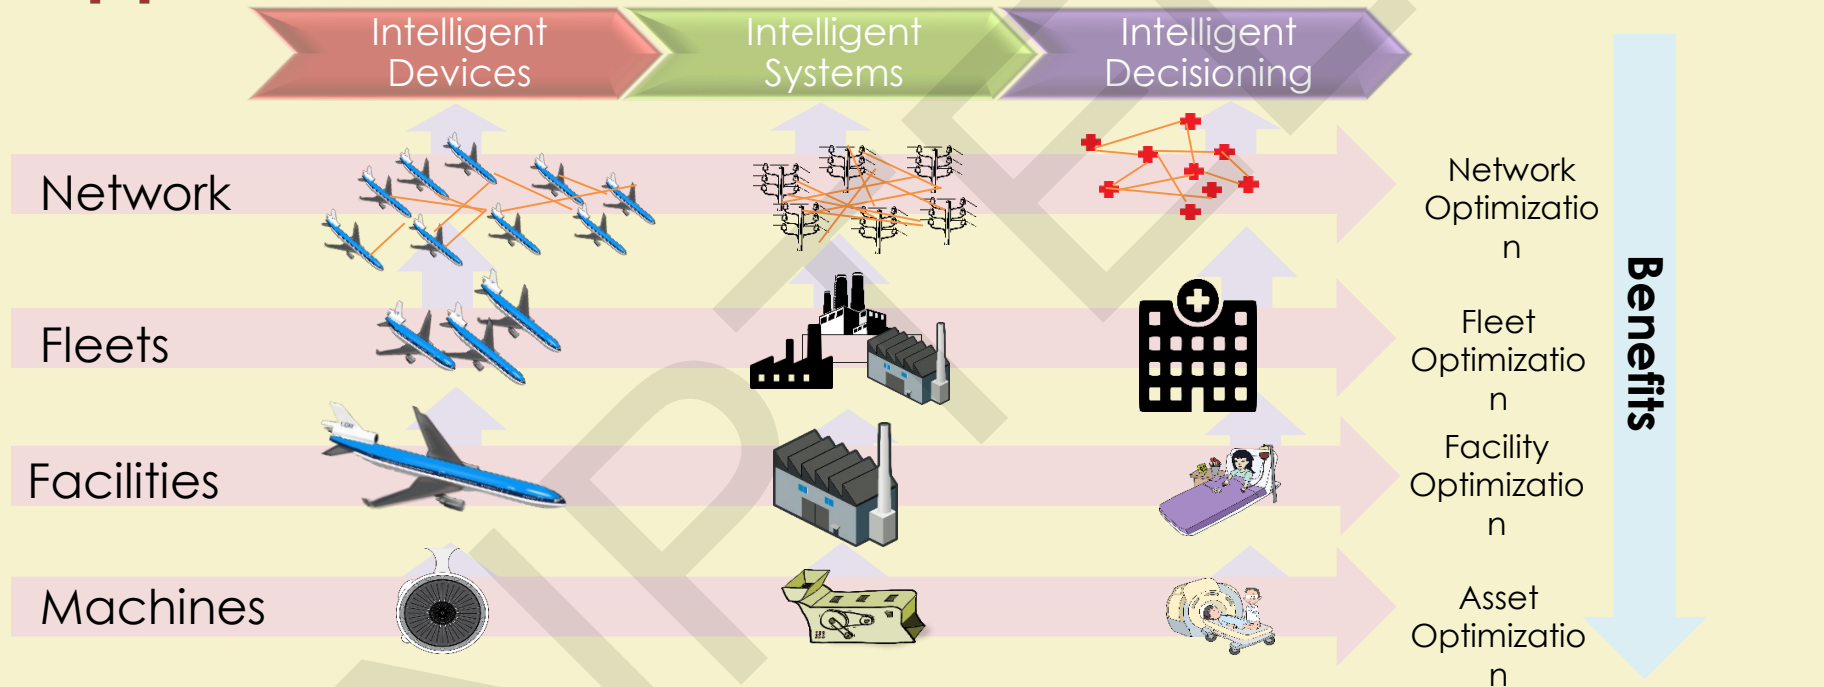 Intelligent
Devices
Intelligent
Systems
Intelligent
Decisioning
Network
Network
Optimizatio
n
Fleets
Fleet
Optimizatio
n
Benefits
Facilities
Facility
Optimizatio
n
Machines
Asset
Optimizatio
n